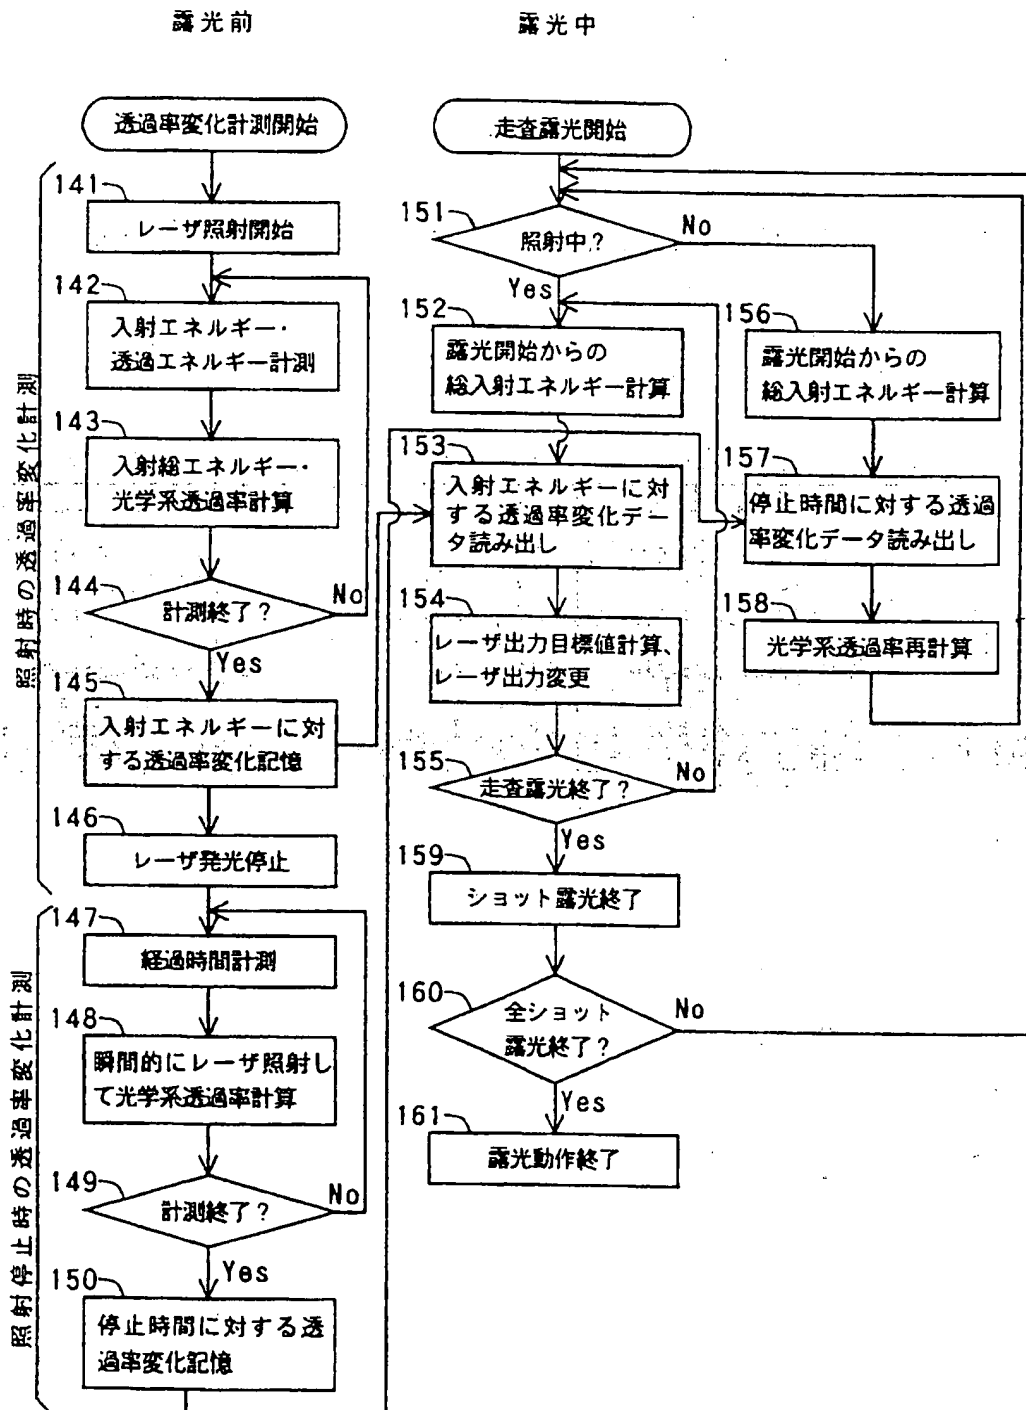 露光前
透過率変化計測開始
照射時の透過率変化計測
141
レーザ照射開始
142
入射エネルギー・
透過エネルギー計測
143
入射総エネルギー・
光学系透過率計算
144
計測終了?
No
Yes
145
入射エネルギーに対
する透過率変化記憶
146
レーザ発光停止
照射停止時の透過率変化計測
147
経過時間計測
148
瞬間的にレーザ照射し
て光学系透過率計算
149
計測終了?
No
Yes
150
停止時間に対する透
過率変化記憶
露光中
走査露光開始
151
照射中?
No
Yes
152
露光開始からの
総入射エネルギー計算
153
入射エネルギーに対
する透過率変化デー
タ読み出し
154
レーザ出力目標値計算、
レーザ出力変更
155
走査露光終了?
No
Yes
156
露光開始からの
総入射エネルギー計算
157
停止時間に対する透過
率変化データ読み出し
158
光学系透過率再計算
159
ショット露光終了
160
全ショット
露光終了?
No
Yes
161
露光動作終了